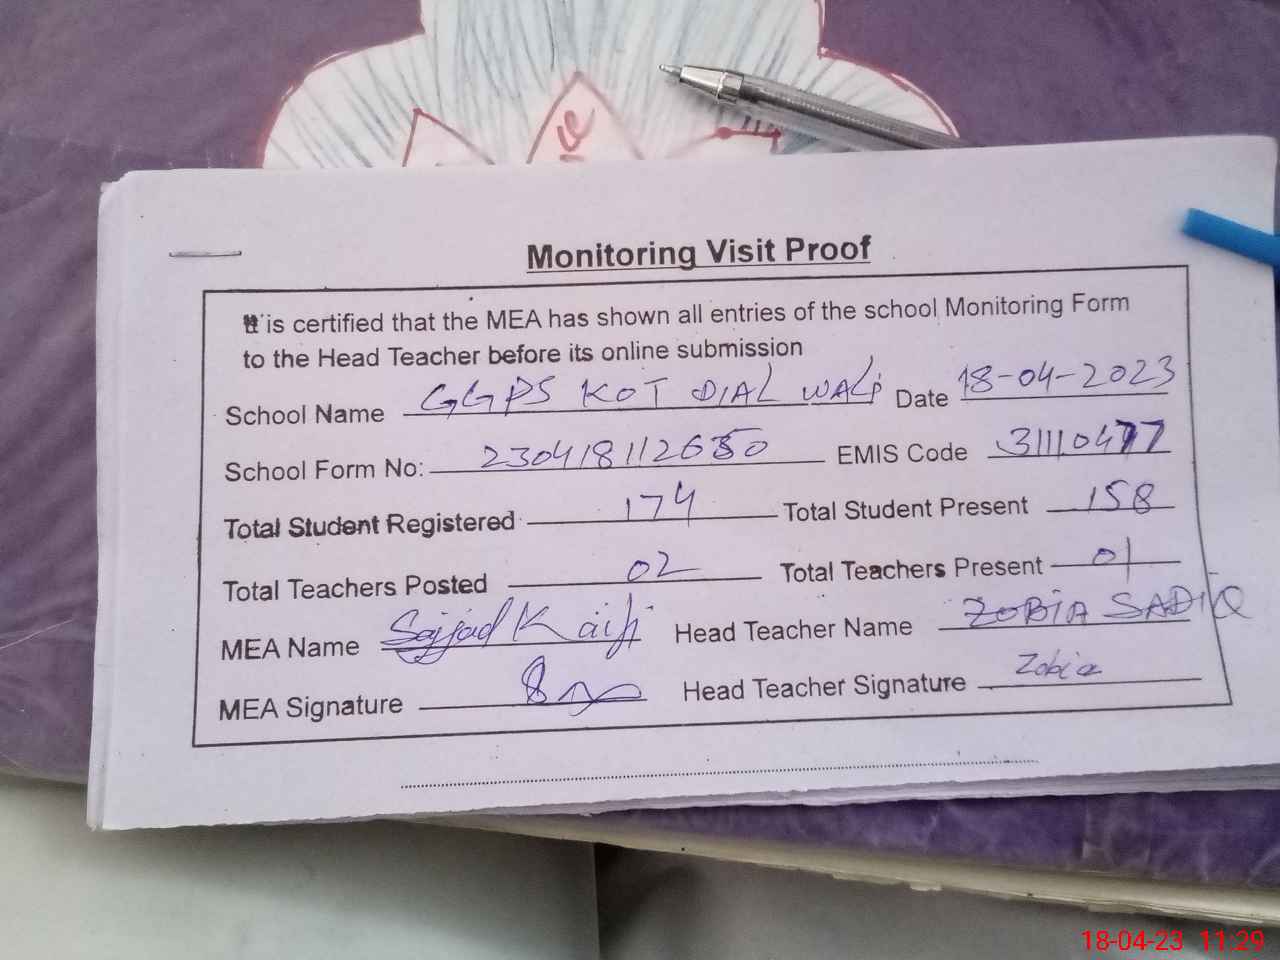 Monitoring Visit Proof
It is certified that the MEA has shown all entries of the school Monitoring Form
to the Head Teacher before its online submission
School Name GGPS KOT DIAL WALI Date 18-04-2023
School Form No: 230418112650 EMIS Code 31110477
Total Student Registered 174 Total Student Present 158
Total Teachers Posted 02 Total Teachers Present 01
MEA Name Sajjad Kaifi Head Teacher Name ZOBIA SADIQ
MEA Signature Head Teacher Signature Zobia
18-04-23 11:29